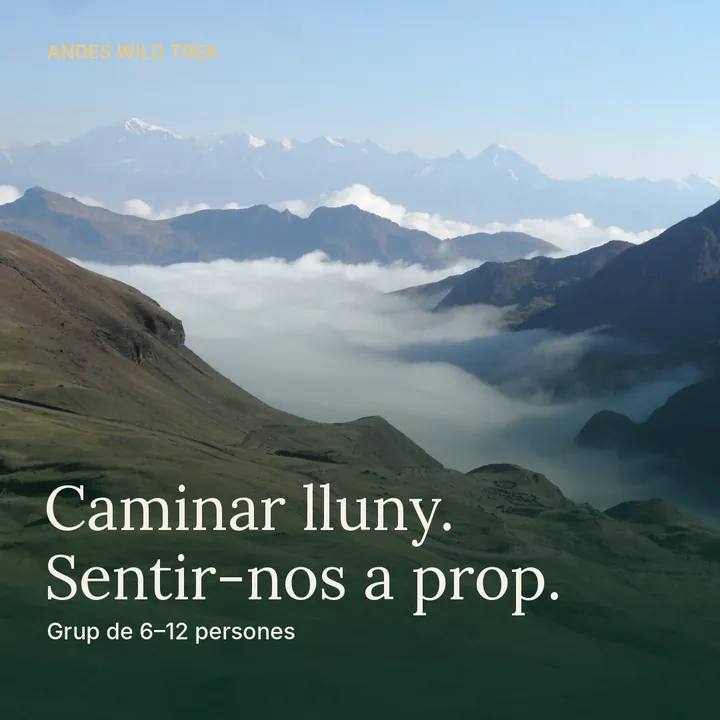 ANDES WILD TREK
Caminar lluny.
Sentir-nos a prop.
Grup de 6–12 persones